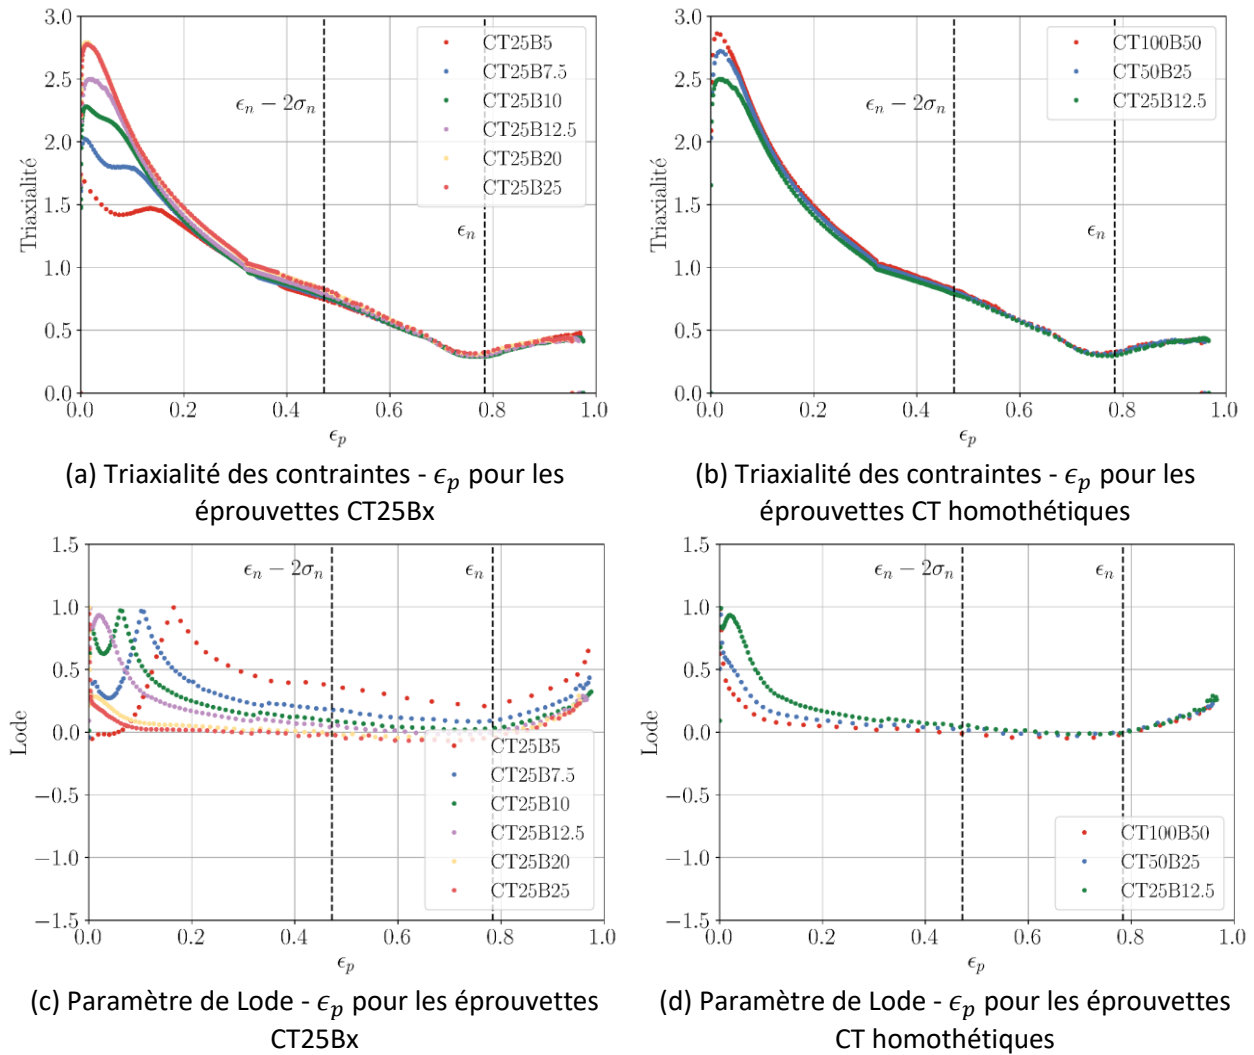 3.0
2.5
2.0
1.5
1.0
0.5
0.0
Triaxialité
0.0 0.2 0.4 0.6 0.8 1.0
ϵp
ϵn − 2σn
ϵn
CT25B5
CT25B7.5
CT25B10
CT25B12.5
CT25B20
CT25B25
(a) Triaxialité des contraintes - ϵp pour les
éprouvettes CT25Bx
3.0
2.5
2.0
1.5
1.0
0.5
0.0
Triaxialité
0.0 0.2 0.4 0.6 0.8 1.0
ϵp
ϵn − 2σn
ϵn
CT100B50
CT50B25
CT25B12.5
(b) Triaxialité des contraintes - ϵp pour les
éprouvettes CT homothétiques
1.5
1.0
0.5
0.0
−0.5
−1.0
−1.5
Lode
0.0 0.2 0.4 0.6 0.8 1.0
ϵp
ϵn − 2σn
ϵn
CT25B5
CT25B7.5
CT25B10
CT25B12.5
CT25B20
CT25B25
(c) Paramètre de Lode - ϵp pour les éprouvettes
CT25Bx
1.5
1.0
0.5
0.0
−0.5
−1.0
−1.5
Lode
0.0 0.2 0.4 0.6 0.8 1.0
ϵp
ϵn − 2σn
ϵn
CT100B50
CT50B25
CT25B12.5
(d) Paramètre de Lode - ϵp pour les éprouvettes
CT homothétiques